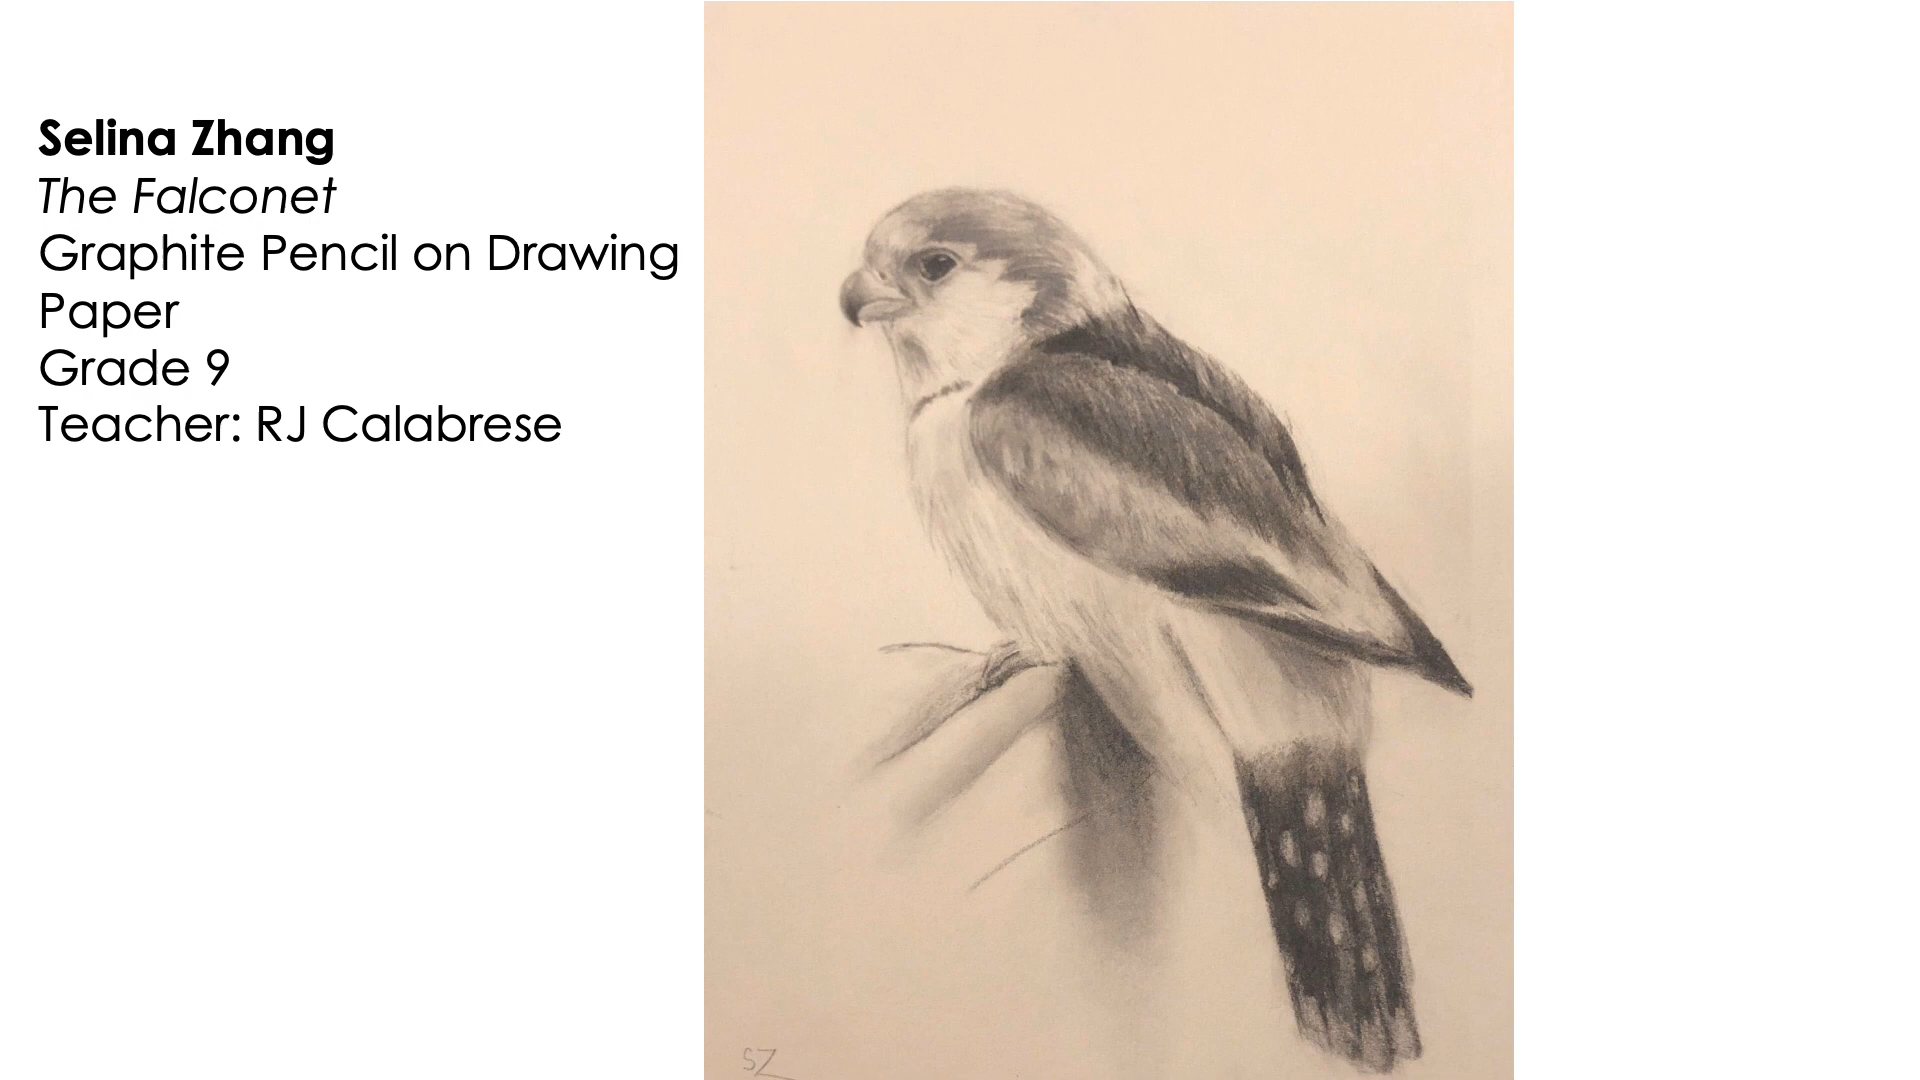 Selina Zhang
The Falconet
Graphite Pencil on Drawing
Paper
Grade 9
Teacher: RJ Calabrese
SZ